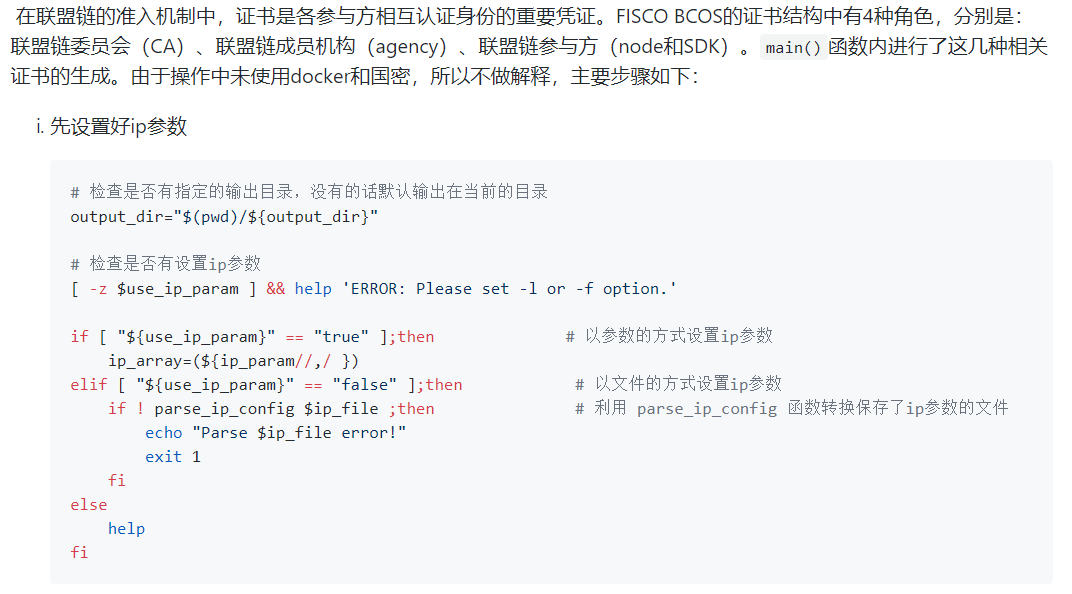 在联盟链的准入机制中，证书是各参与方相互认证身份的重要凭证。FISCO BCOS的证书结构中有4种角色，分别是：
联盟链委员会（CA）、联盟链成员机构（agency）、联盟链参与方（node和SDK）。main()函数内进行了这几种相关
证书的生成。由于操作中未使用docker和国密，所以不做解释，主要步骤如下：
i. 先设置好ip参数
# 检查是否有指定的输出目录，没有的话默认输出在当前的目录
output_dir="$(pwd)/${output_dir}"
# 检查是否有设置ip参数
[ -z $use_ip_param ] && help 'ERROR: Please set -l or -f option.'
if [ "${use_ip_param}" == "true" ];then # 以参数的方式设置ip参数
    ip_array=(${ip_param//,/ })
elif [ "${use_ip_param}" == "false" ];then # 以文件的方式设置ip参数
    if ! parse_ip_config $ip_file ;then # 利用 parse_ip_config 函数转换保存了ip参数的文件
        echo "Parse $ip_file error!"
        exit 1
    fi
else
    help
fi